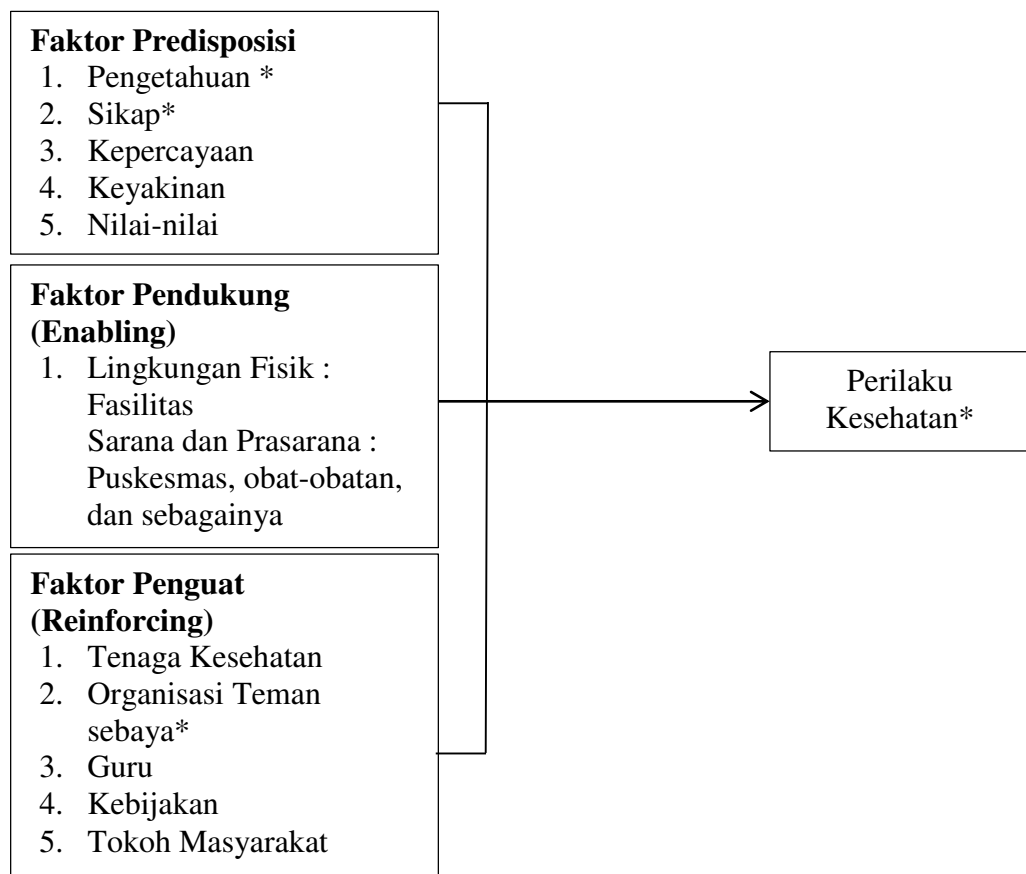 Faktor Predisposisi
1. Pengetahuan *
2. Sikap*
3. Kepercayaan
4. Keyakinan
5. Nilai-nilai
Faktor Pendukung
(Enabling)
1. Lingkungan Fisik :
Fasilitas
Sarana dan Prasarana :
Puskesmas, obat-obatan,
dan sebagainya
Faktor Penguat
(Reinforcing)
1. Tenaga Kesehatan
2. Organisasi Teman
sebaya*
3. Guru
4. Kebijakan
5. Tokoh Masyarakat
Perilaku
Kesehatan*